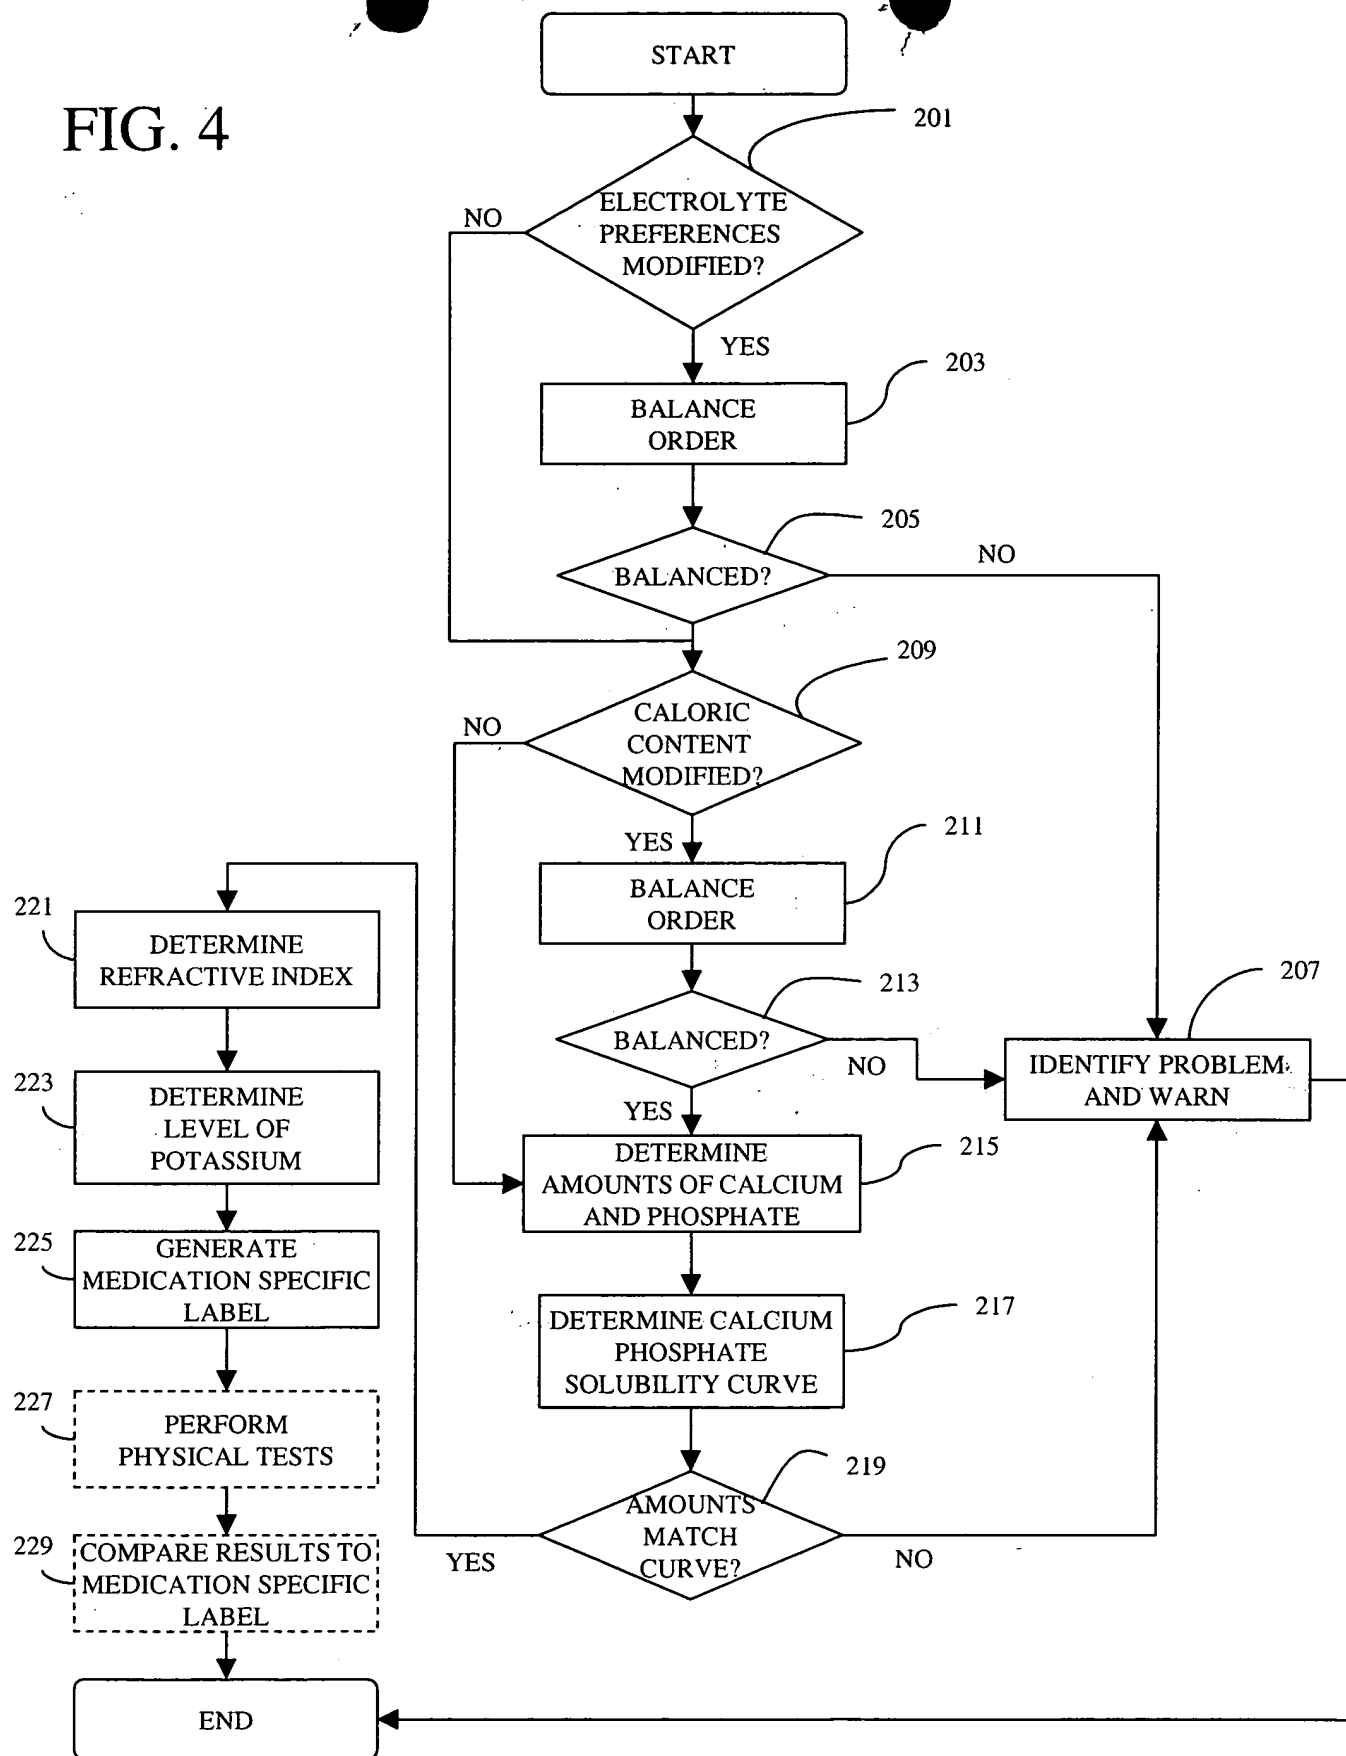 FIG. 4
START
201
ELECTROLYTE
PREFERENCES
MODIFIED?
NO
YES
203
BALANCE
ORDER
205
BALANCED?
NO
209
CALORIC
CONTENT
MODIFIED?
NO
YES
211
BALANCE
ORDER
213
BALANCED?
NO
YES
207
IDENTIFY PROBLEM
AND WARN
215
DETERMINE
AMOUNTS OF CALCIUM
AND PHOSPHATE
217
DETERMINE CALCIUM
PHOSPHATE
SOLUBILITY CURVE
219
AMOUNTS
MATCH
CURVE?
YES
NO
221
DETERMINE
REFRACTIVE INDEX
223
DETERMINE
LEVEL OF
POTASSIUM
225
GENERATE
MEDICATION SPECIFIC
LABEL
227
PERFORM
PHYSICAL TESTS
229
COMPARE RESULTS TO
MEDICATION SPECIFIC
LABEL
END